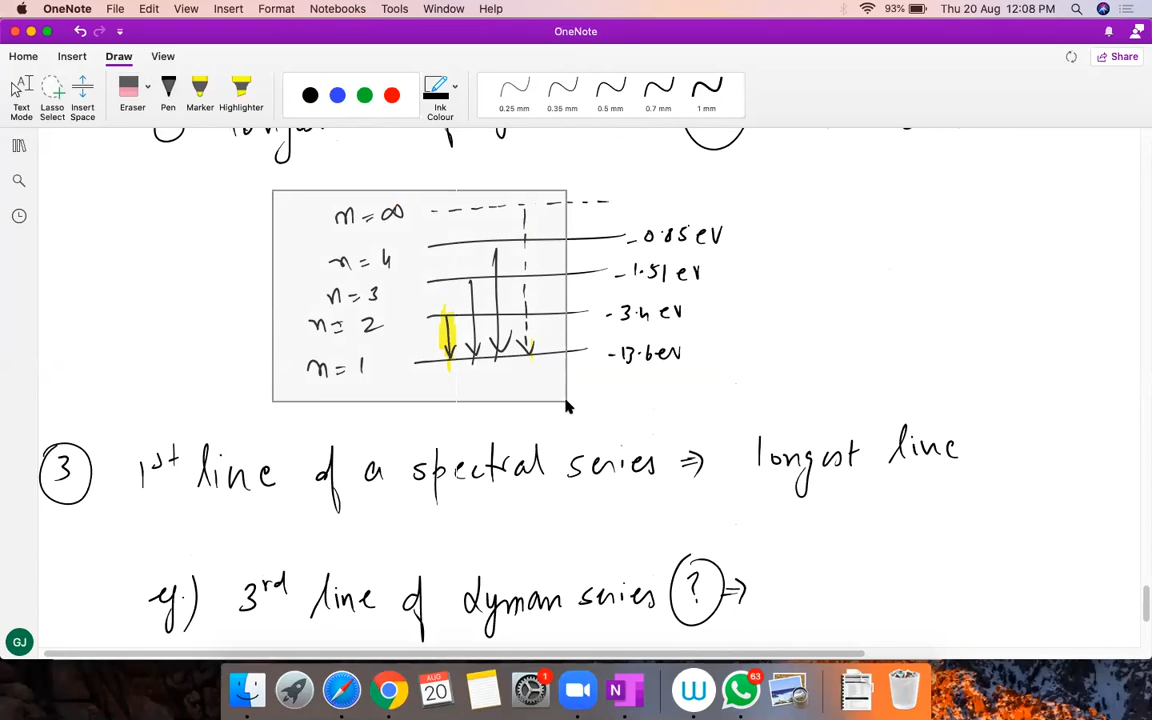 OneNote File Edit View Insert Format Notebooks Tools Window Help 93% Thu 20 Aug 12:08 PM
OneNote
Home Insert Draw View Share
Text Mode Lasso Select Insert Space Eraser Pen Marker Highlighter Ink Colour 0.25 mm 0.35 mm 0.5 mm 0.7 mm 1 mm
n = ∞
n = 4 -0.85 eV
n = 3 -1.51 eV
n = 2 -3.4 eV
n = 1 -13.6 eV
3 1st line of a spectral series ⇒ longest line
eg.) 3rd line of Lyman series ? ⇒
GJ
AUG 20 1 63